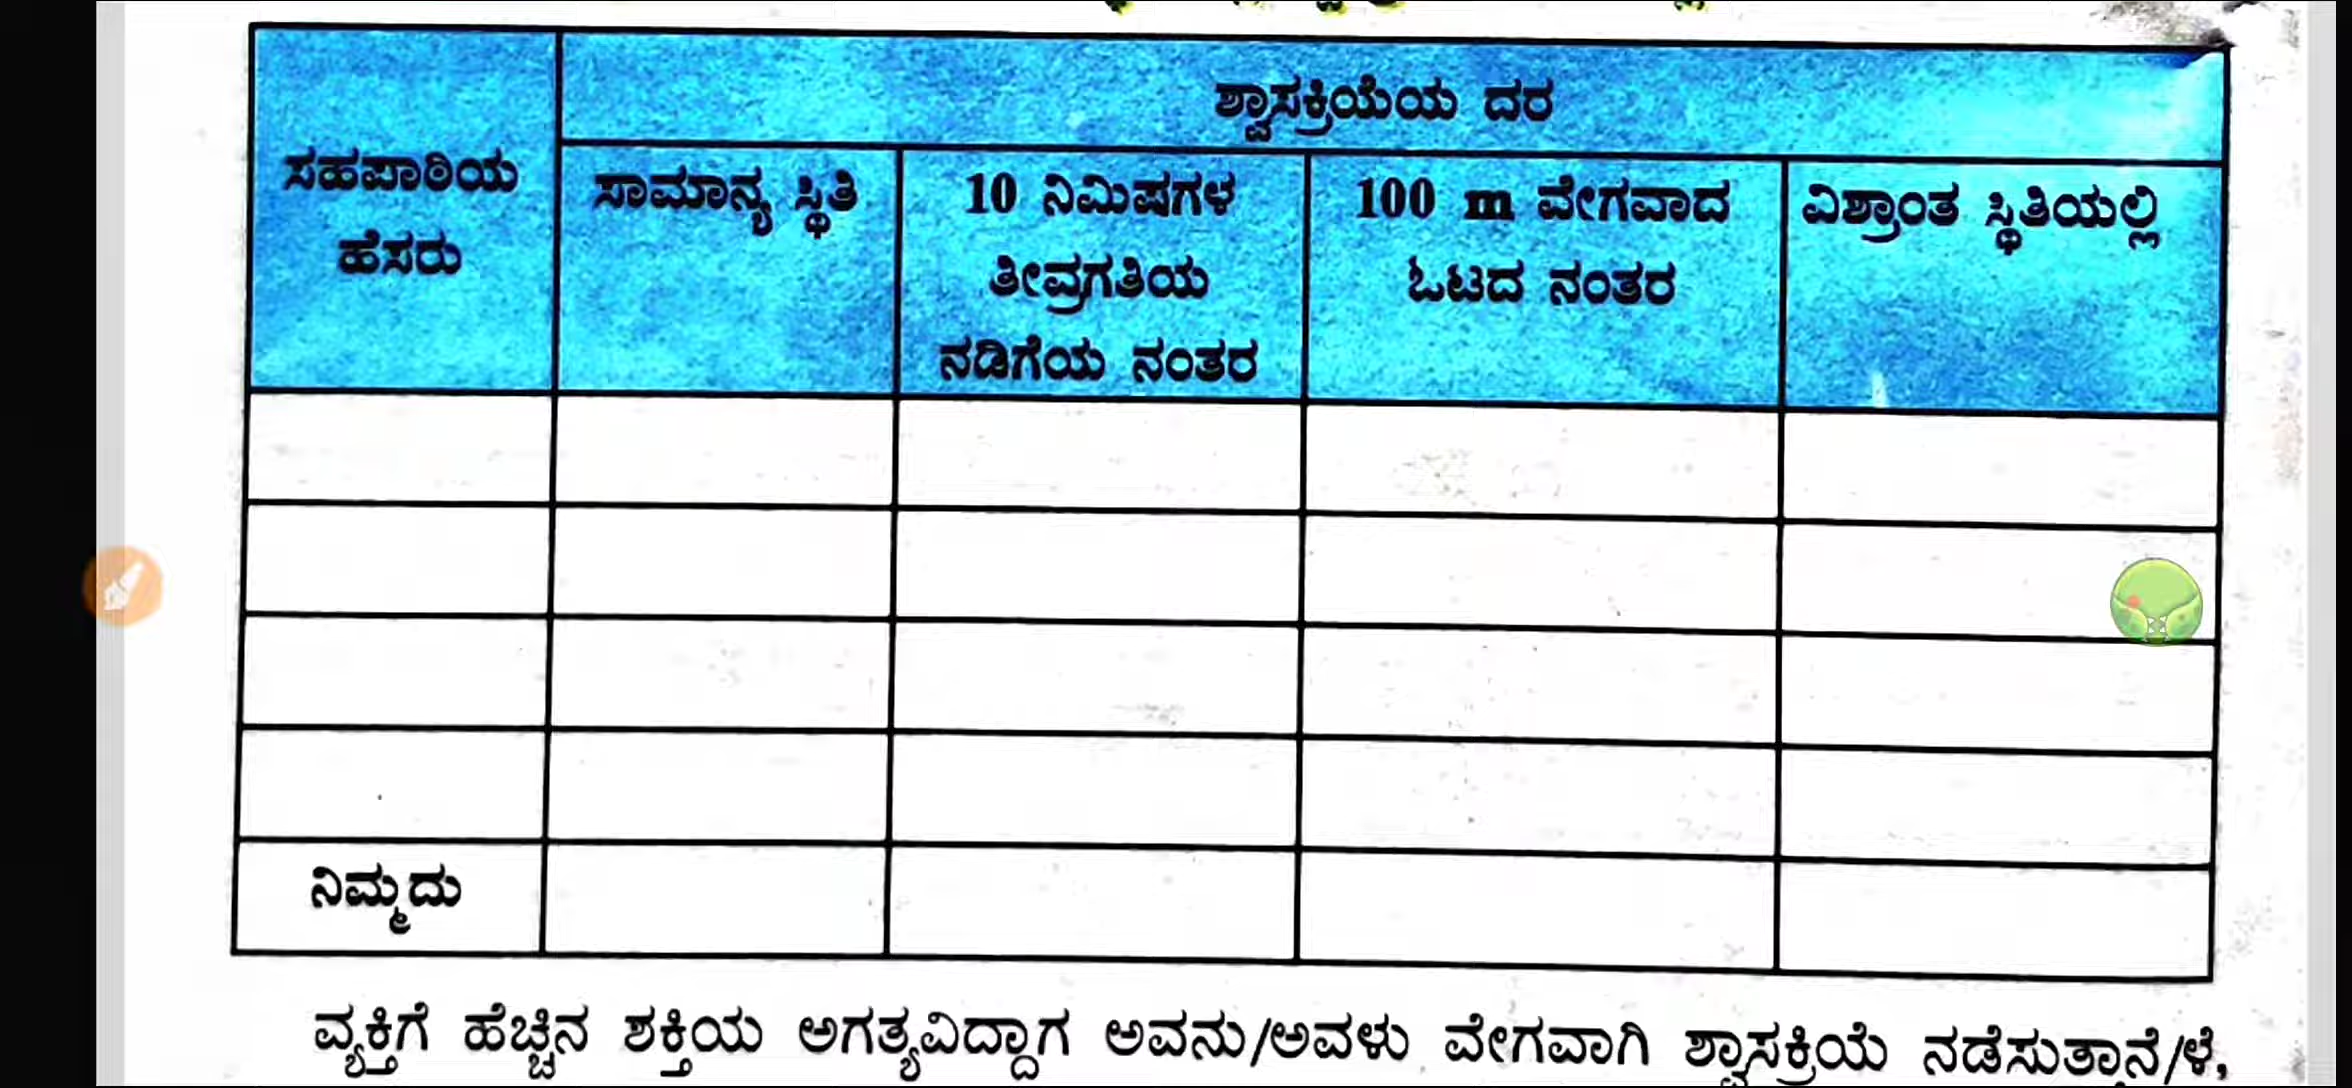 ಶ್ವಾಸಕ್ರಿಯೆಯ ದರ
ಸಹಪಾಠಿಯ
ಹೆಸರು
ಸಾಮಾನ್ಯ ಸ್ಥಿತಿ
10 ನಿಮಿಷಗಳ
ತೀವ್ರಗತಿಯ
ನಡಿಗೆಯ ನಂತರ
100 m ವೇಗವಾದ
ಓಟದ ನಂತರ
ವಿಶ್ರಾಂತ ಸ್ಥಿತಿಯಲ್ಲಿ
ನಿಮ್ಮದು
ವ್ಯಕ್ತಿಗೆ ಹೆಚ್ಚಿನ ಶಕ್ತಿಯ ಅಗತ್ಯವಿದ್ದಾಗ ಅವನು/ಅವಳು ವೇಗವಾಗಿ ಶ್ವಾಸಕ್ರಿಯೆ ನಡೆಸುತ್ತಾನೆ/ಳೆ,